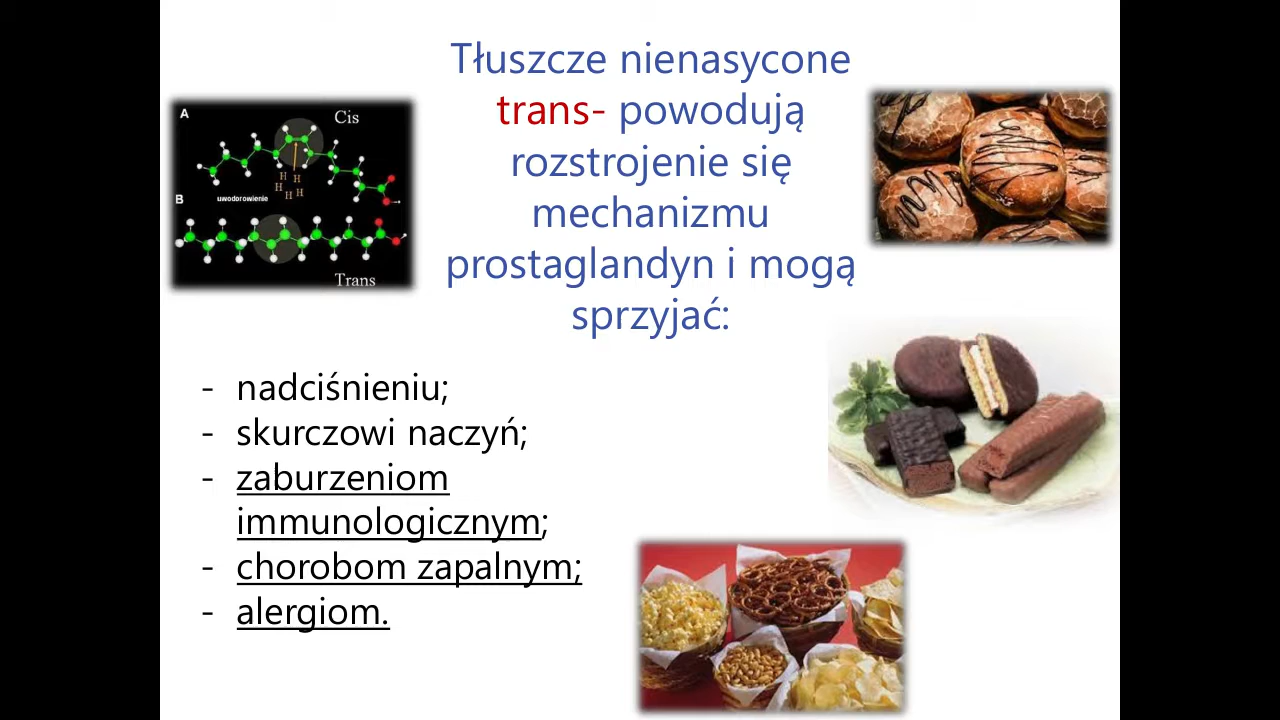 Tłuszcze nienasycone
trans- powodują
rozstrojenie się
mechanizmu
prostaglandyn i mogą
sprzyjać:
A
Cis
H
H
H
H
H
uwodorowienie
B
Trans
- nadciśnieniu;
- skurczowi naczyń;
- zaburzeniom
immunologicznym;
- chorobom zapalnym;
- alergiom.